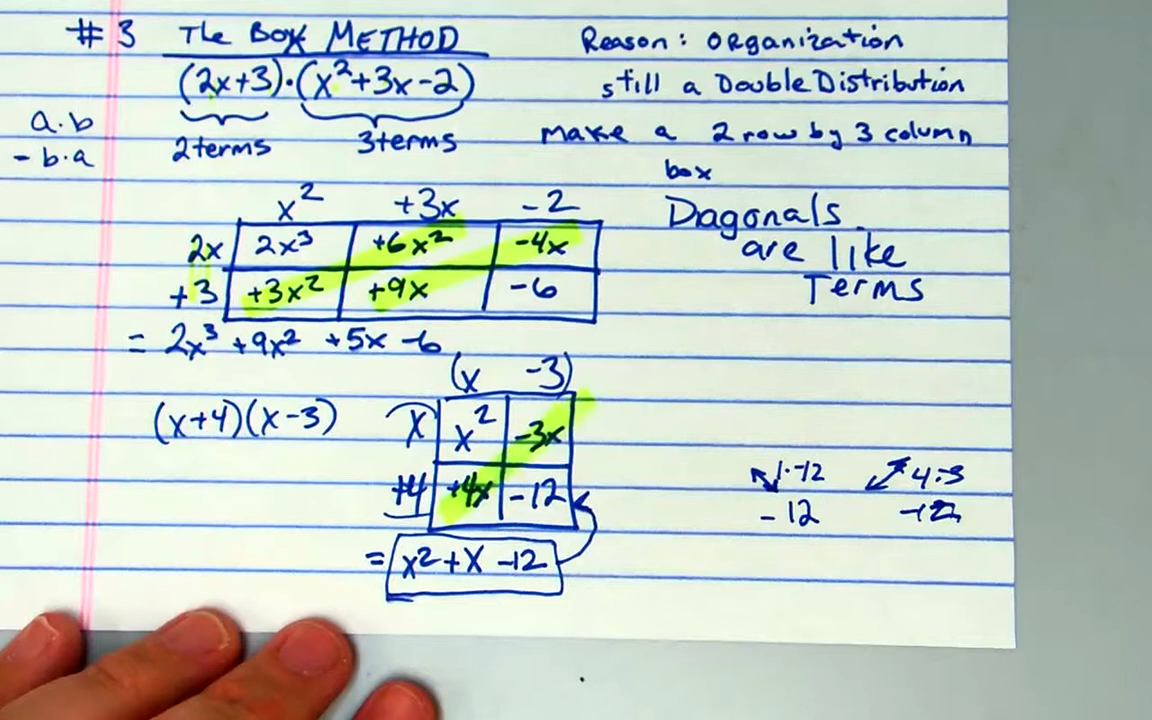 #3 The Box METHOD
Reason: organization
(2x+3)·(x²+3x-2)
still a Double Distribution
a·b
- b·a
2 terms
3 terms
make a 2 row by 3 column
box
x² +3x -2
2x 2x³ +6x² -4x
+3 +3x² +9x -6
Dagonals
are like
Terms
= 2x³ +9x² +5x -6
(x -3)
(x+4)(x-3)
x x² -3x
+4 +4x -12
= x²+x -12
1·-12
-12
4·-3
-12